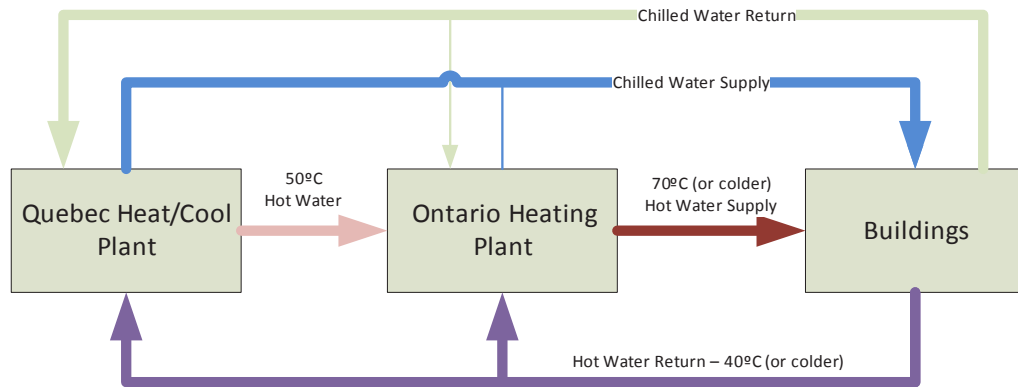 Chilled Water Return
Chilled Water Supply
50ºC
Hot Water
70ºC (or colder)
Hot Water Supply
Quebec Heat/Cool
Plant
Ontario Heating
Plant
Buildings
Hot Water Return – 40ºC (or colder)